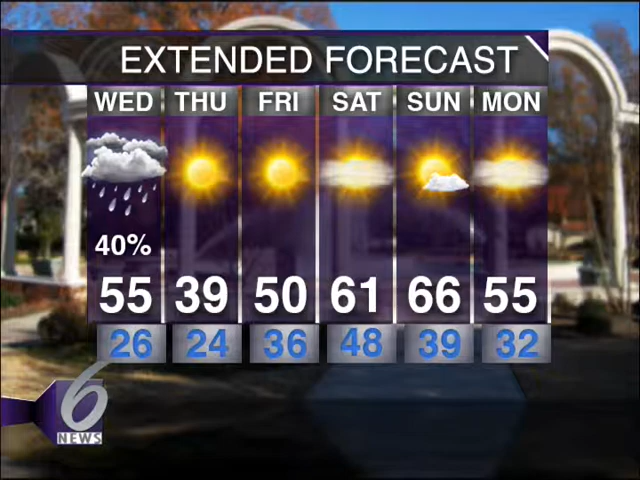 EXTENDED FORECAST
WED THU FRI SAT SUN MON
40%
55 39 50 61 66 55
26 24 36 48 39 32
6
NEWS